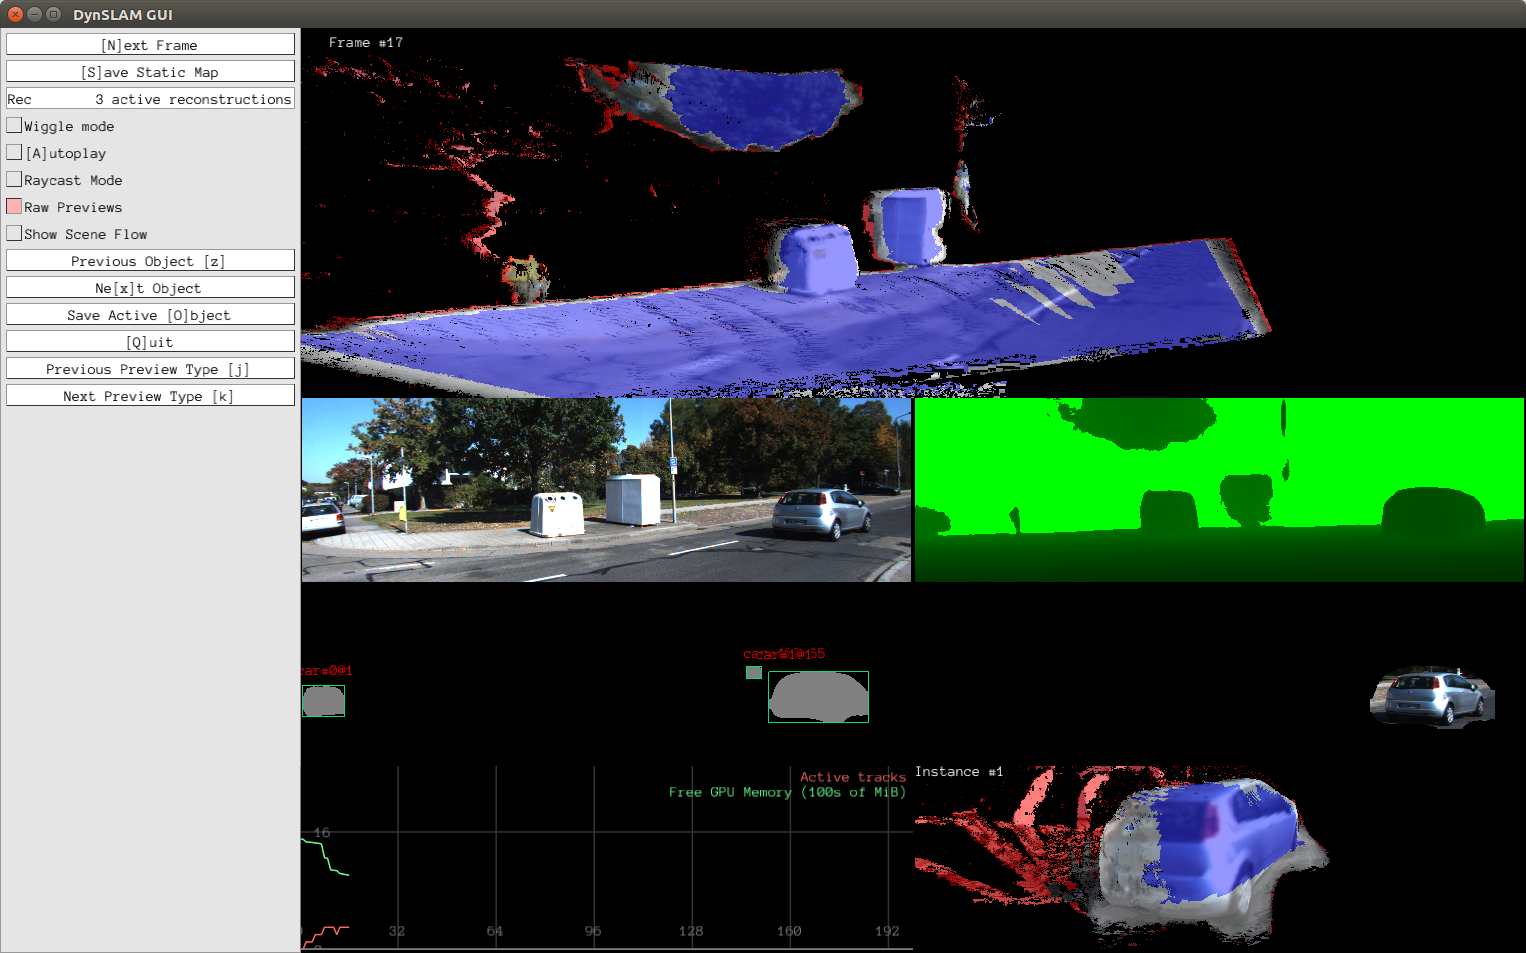 DynSLAM GUI
[N]ext Frame
[S]ave Static Map
Rec 3 active reconstructions
Wiggle mode
[A]utoplay
Raycast Mode
Raw Previews
Show Scene Flow
Previous Object [z]
Ne[x]t Object
Save Active [O]bject
[Q]uit
Previous Preview Type [j]
Next Preview Type [k]
Frame #17
car#0@1
car#1@1
Active tracks
Free GPU Memory (100s of MiB)
16
32
64
96
128
160
192
Instance #1